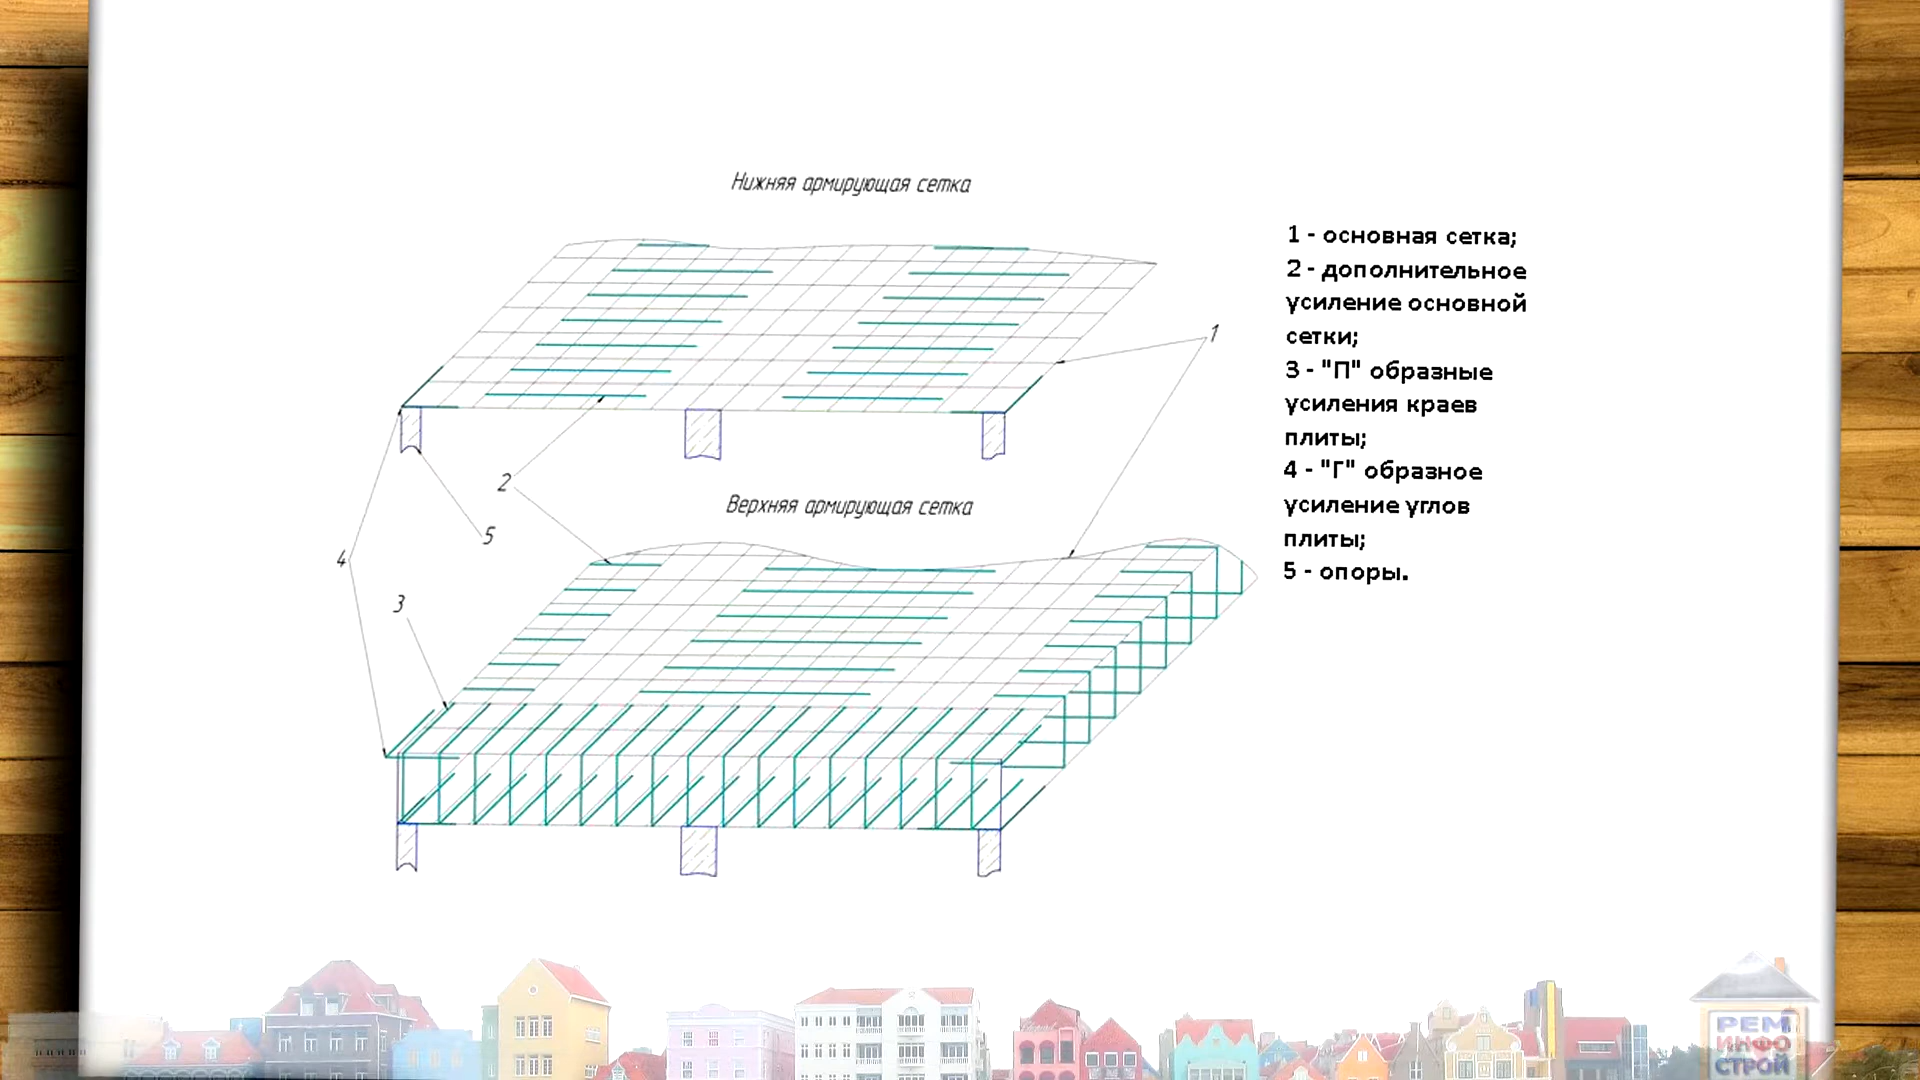 Нижняя армирующая сетка
1
2
5
4
3
Верхняя армирующая сетка
1 - основная сетка;
2 - дополнительное
усиление основной
сетки;
3 - "П" образные
усиления краев
плиты;
4 - "Г" образное
усиление углов
плиты;
5 - опоры.
РЕМ
ИНФО
СТРОЙ